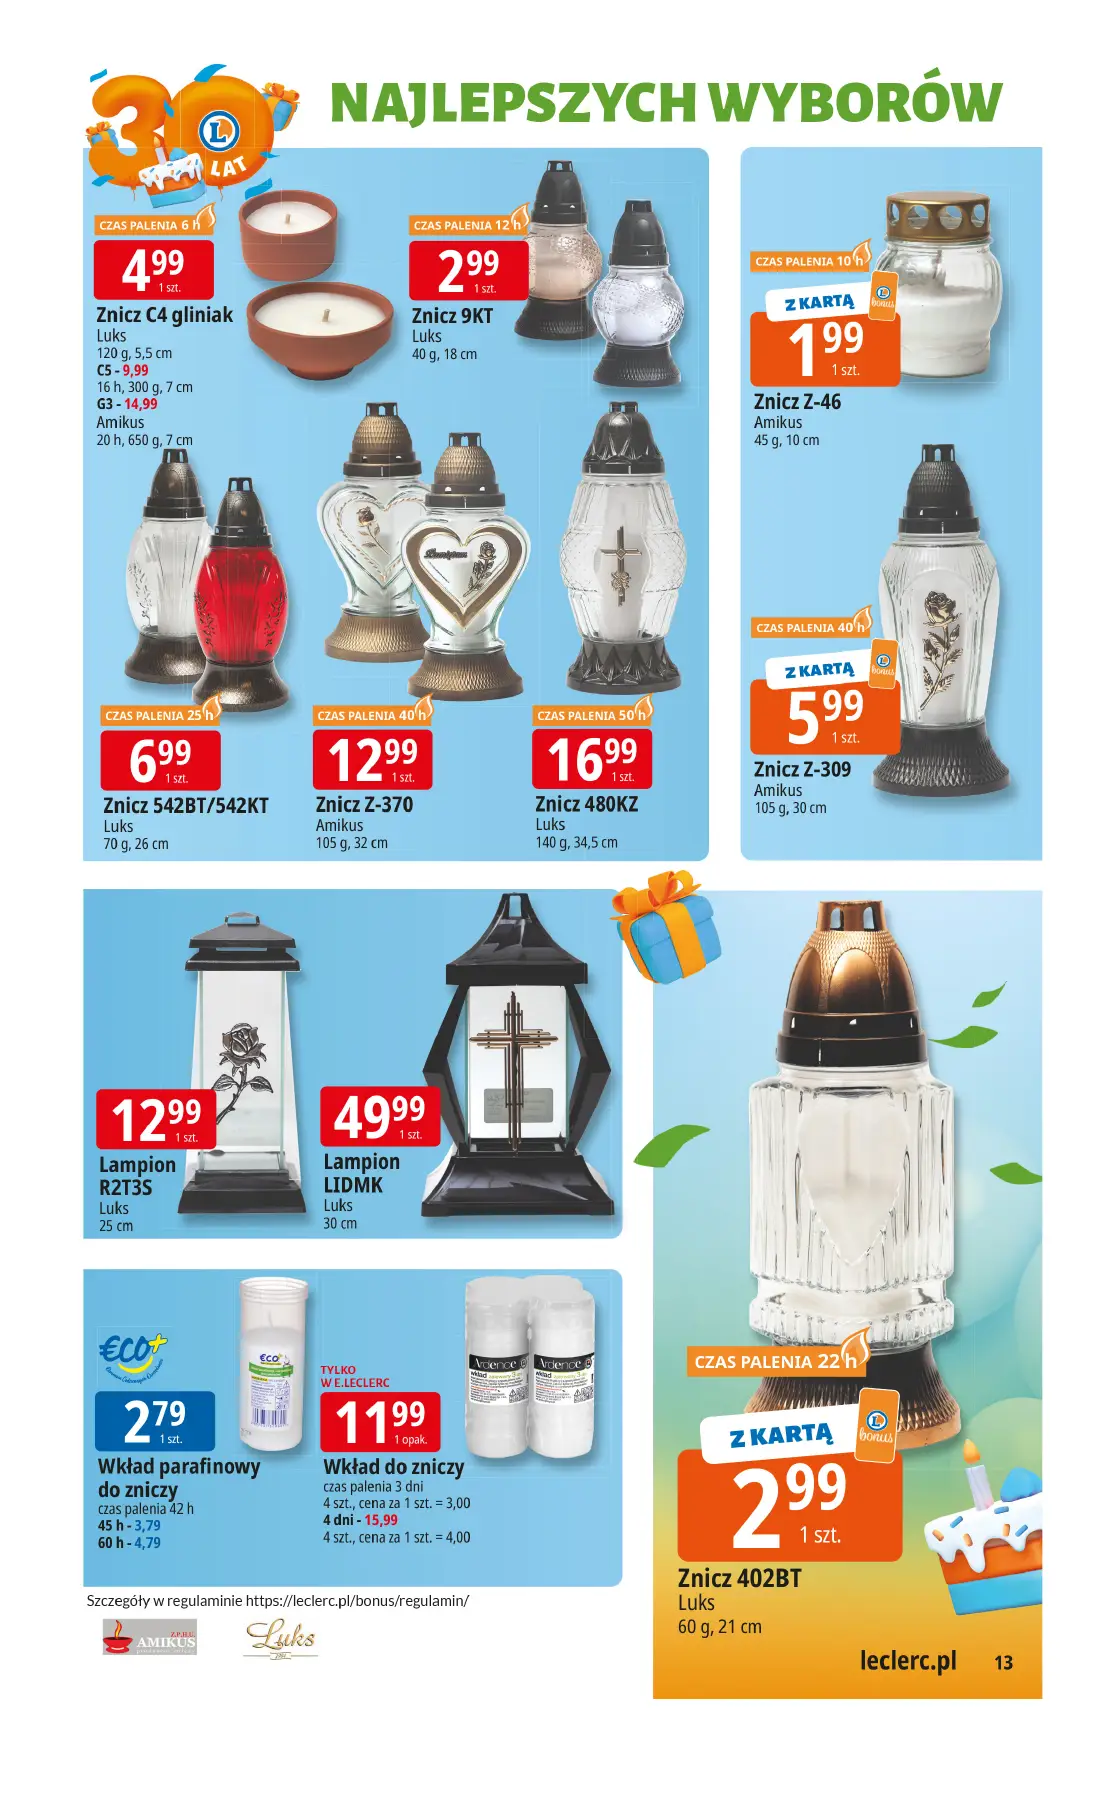 30 LAT
NAJLEPSZYCH WYBORÓW
CZAS PALENIA 6 h
4 99
1 szt.
Znicz C4 gliniak
Luks
120 g, 5,5 cm
C5 - 9,99
16 h, 300 g, 7 cm
G3 - 14,99
Amikus
20 h, 650 g, 7 cm
CZAS PALENIA 12 h
2 99
1 szt.
Znicz 9KT
Luks
40 g, 18 cm
CZAS PALENIA 10 h
Z KARTĄ
bonus
1 99
1 szt.
Znicz Z-46
Amikus
45 g, 10 cm
CZAS PALENIA 25 h
6 99
1 szt.
Znicz 542BT/542KT
Luks
70 g, 26 cm
CZAS PALENIA 40 h
12 99
1 szt.
Znicz Z-370
Amikus
105 g, 32 cm
CZAS PALENIA 50 h
16 99
1 szt.
Znicz 480KZ
Luks
140 g, 34,5 cm
CZAS PALENIA 40 h
Z KARTĄ
bonus
5 99
1 szt.
Znicz Z-309
Amikus
105 g, 30 cm
12 99
1 szt.
Lampion
R2T3S
Luks
25 cm
49 99
1 szt.
Lampion
LIDMK
Luks
30 cm
€CO+
2 79
1 szt.
Wkład parafinowy
do zniczy
czas palenia 42 h
45 h - 3,79
60 h - 4,79
€CO+
TYLKO
W E.LECLERC
11 99
1 opak.
Wkład do zniczy
czas palenia 3 dni
4 szt., cena za 1 szt. = 3,00
4 dni - 15,99
4 szt., cena za 1 szt. = 4,00
Ardence
wkład
Ardence
wkład
CZAS PALENIA 22 h
Z KARTĄ
bonus
2 99
1 szt.
Znicz 402BT
Luks
60 g, 21 cm
Szczegóły w regulaminie https://leclerc.pl/bonus/regulamin/
Z.P.H.U.
AMIKUS
Luks
leclerc.pl 13